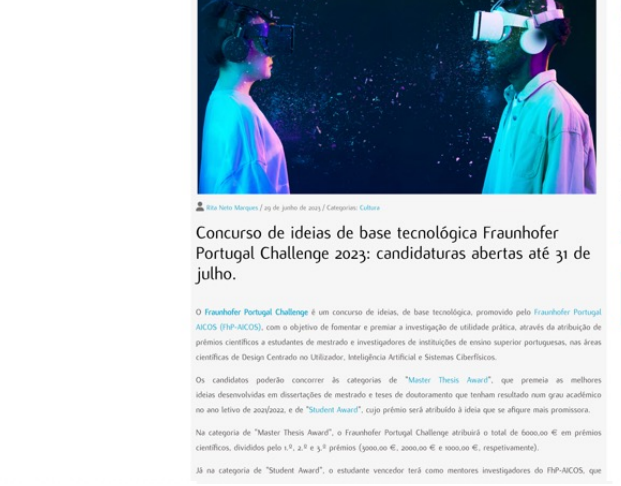 Rita Neto Marques / 29 de junho de 2023 / Categorias: Cultura
Concurso de ideias de base tecnológica Fraunhofer
Portugal Challenge 2023: candidaturas abertas até 31 de
julho.
O Fraunhofer Portugal Challenge é um concurso de ideias, de base tecnológica, promovido pelo Fraunhofer Portugal
AICOS (FhP-AICOS), com o objetivo de fomentar e premiar a investigação de utilidade prática, através da atribuição de
prémios científicos a estudantes de mestrado e investigadores de instituições de ensino superior portuguesas, nas áreas
científicas de Design Centrado no Utilizador, Inteligência Artificial e Sistemas Ciberfísicos.
Os candidatos poderão concorrer às categorias de "Master Thesis Award", que premeia as melhores
ideias desenvolvidas em dissertações de mestrado e teses de doutoramento que tenham resultado num grau académico
no ano letivo de 2021/2022, e de "Student Award", cujo prémio será atribuído à ideia que se afigure mais promissora.
Na categoria de "Master Thesis Award", o Fraunhofer Portugal Challenge atribuirá o total de 6000,00 € em prémios
científicos, divididos pelo 1.º, 2.º e 3.º prémios (3000,00 €, 2000,00 € e 1000,00 €, respetivamente).
Já na categoria de "Student Award", o estudante vencedor terá como mentores investigadores do FhP-AICOS, que